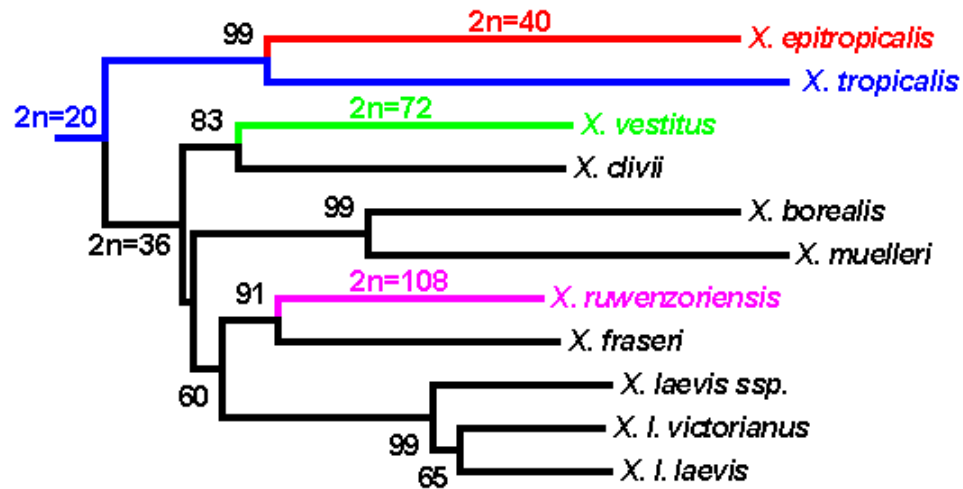 2n=40
99
X. epitropicalis
X. tropicalis
2n=20
2n=72
83
X. vestitus
X. clivii
99
X. borealis
2n=36
X. muelleri
2n=108
91
X. ruwenzoriensis
X. fraseri
X. laevis ssp.
60
X. l. victorianus
99
65
X. l. laevis